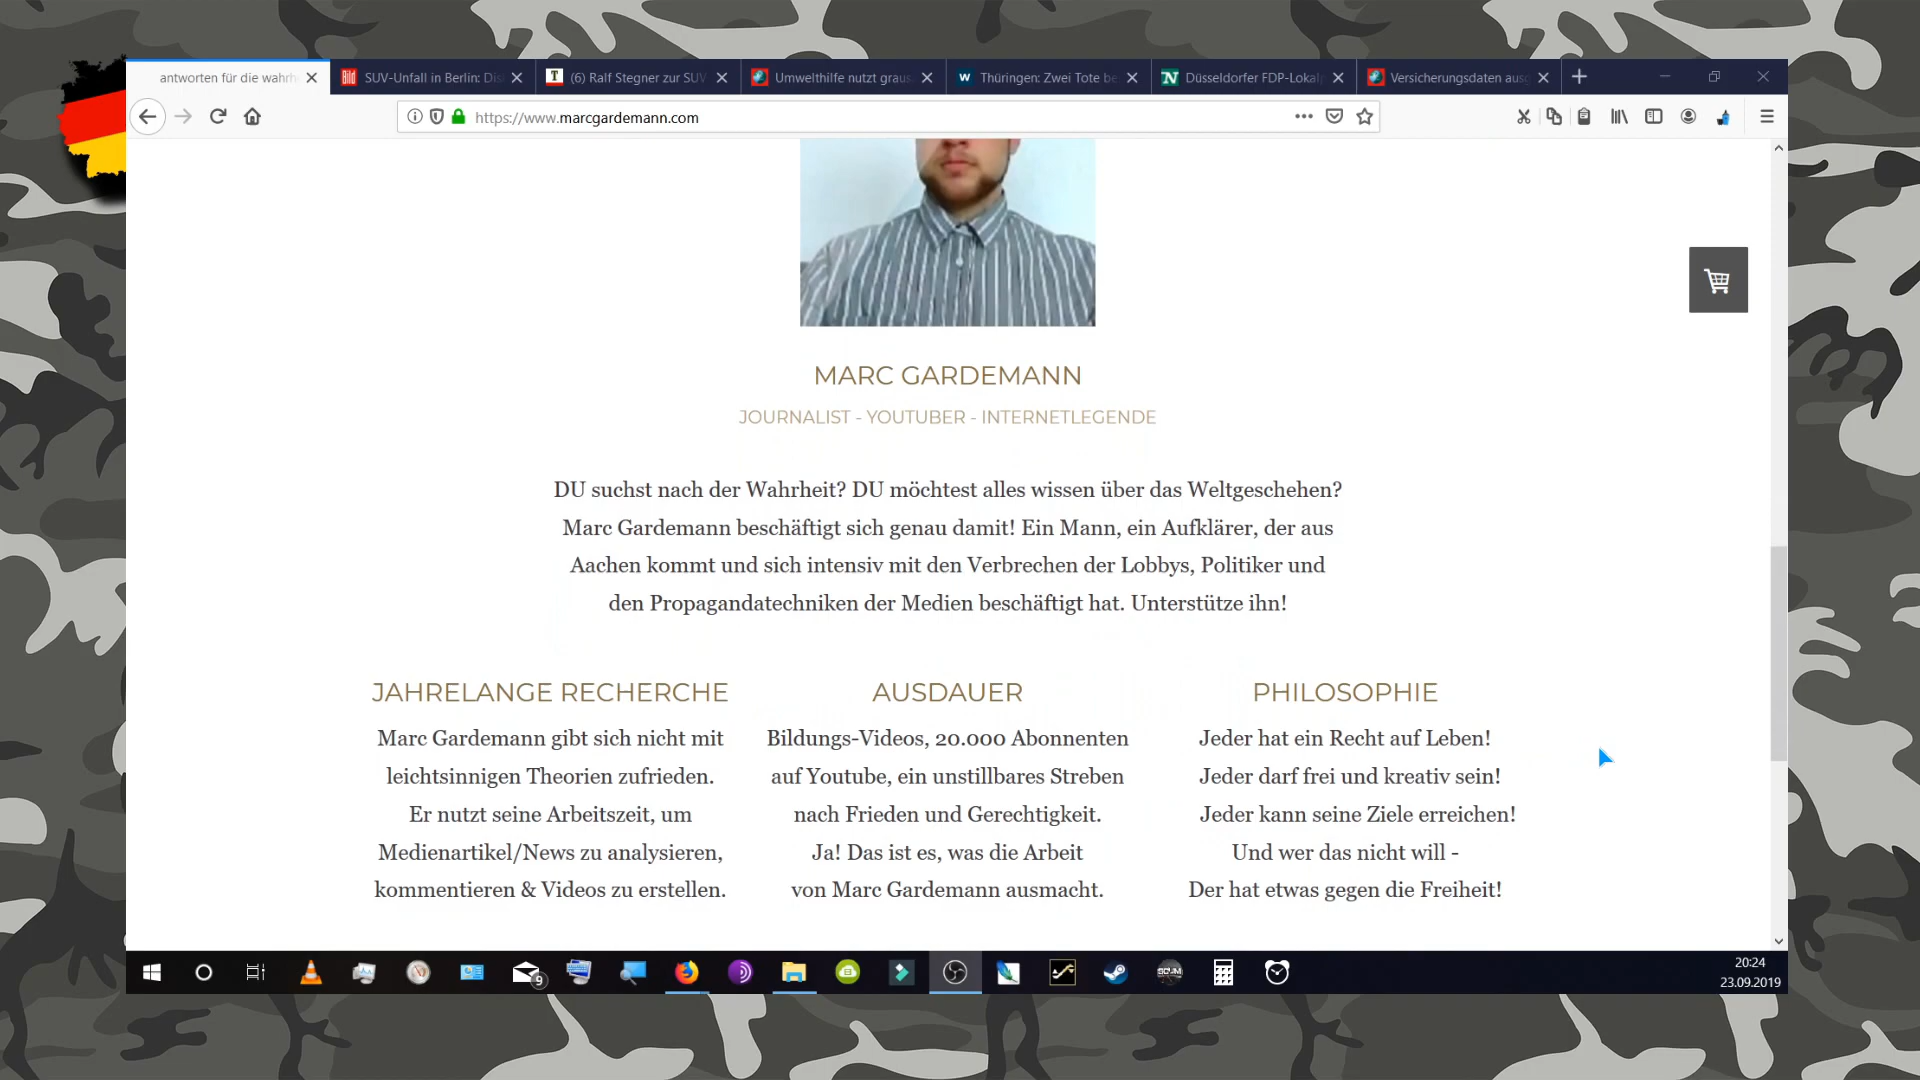 antworten für die wahrh
SUV-Unfall in Berlin: Dis
(6) Ralf Stegner zur SUV
Umwelthilfe nutzt graus
Thüringen: Zwei Tote be
Düsseldorfer FDP-Lokal
Versicherungsdaten aus
https://www.marcgardemann.com
MARC GARDEMANN
JOURNALIST - YOUTUBER - INTERNETLEGENDE
DU suchst nach der Wahrheit? DU möchtest alles wissen über das Weltgeschehen?
Marc Gardemann beschäftigt sich genau damit! Ein Mann, ein Aufklärer, der aus
Aachen kommt und sich intensiv mit den Verbrechen der Lobbys, Politiker und
den Propagandatechniken der Medien beschäftigt hat. Unterstütze ihn!
JAHRELANGE RECHERCHE
Marc Gardemann gibt sich nicht mit
leichtsinnigen Theorien zufrieden.
Er nutzt seine Arbeitszeit, um
Medienartikel/News zu analysieren,
kommentieren & Videos zu erstellen.
AUSDAUER
Bildungs-Videos, 20.000 Abonnenten
auf Youtube, ein unstillbares Streben
nach Frieden und Gerechtigkeit.
Ja! Das ist es, was die Arbeit
von Marc Gardemann ausmacht.
PHILOSOPHIE
Jeder hat ein Recht auf Leben!
Jeder darf frei und kreativ sein!
Jeder kann seine Ziele erreichen!
Und wer das nicht will -
Der hat etwas gegen die Freiheit!
9
SCUM
20:24
23.09.2019